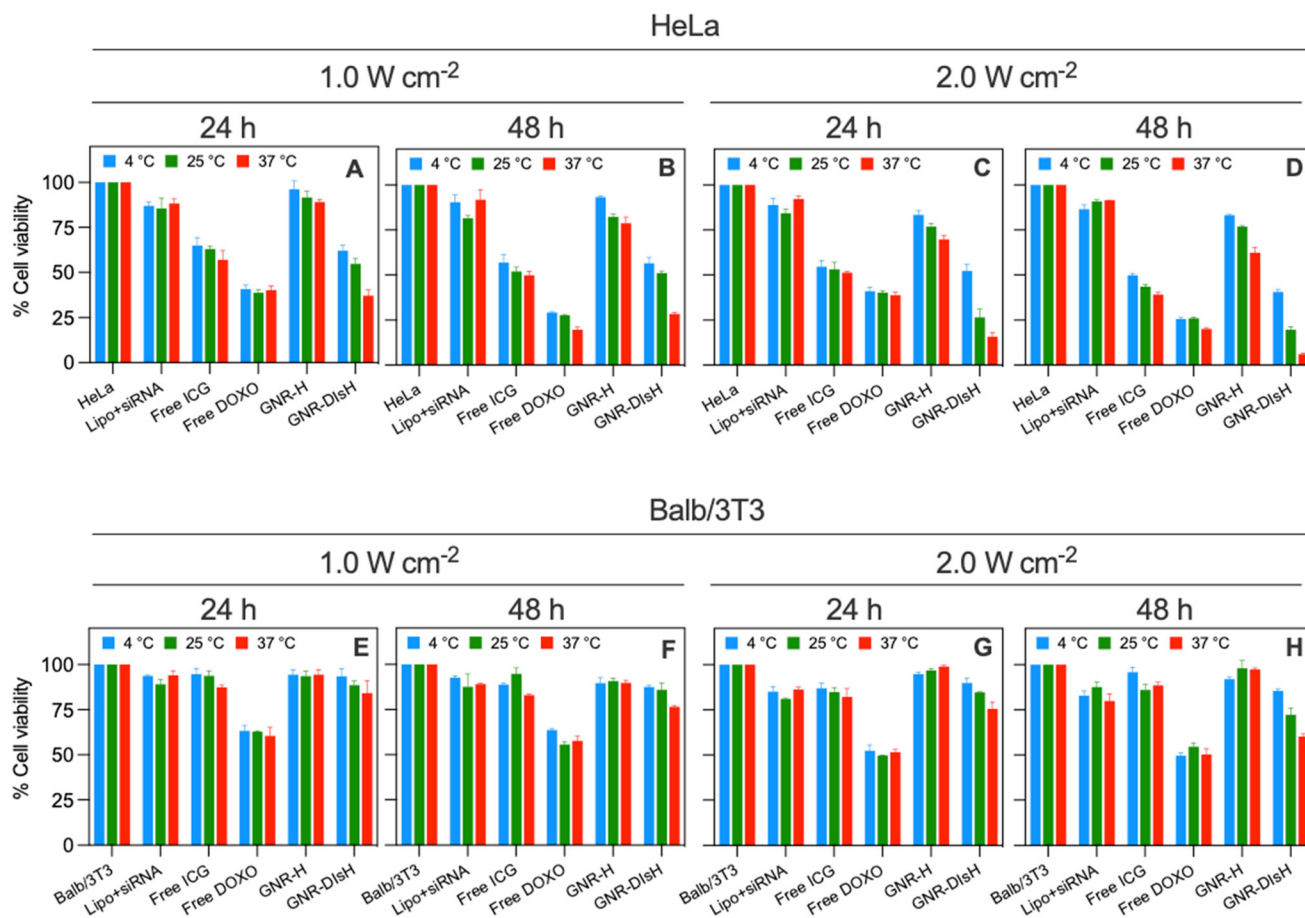 HeLa
1.0 W cm-2
2.0 W cm-2
24 h
48 h
24 h
48 h
4 °C 25 °C 37 °C A
4 °C 25 °C 37 °C B
4 °C 25 °C 37 °C C
4 °C 25 °C 37 °C D
% Cell viability
100
75
50
25
0
HeLa
Lipo+siRNA
Free ICG
Free DOXO
GNR-H
GNR-DIsH
HeLa
Lipo+siRNA
Free ICG
Free DOXO
GNR-H
GNR-DIsH
HeLa
Lipo+siRNA
Free ICG
Free DOXO
GNR-H
GNR-DIsH
HeLa
Lipo+siRNA
Free ICG
Free DOXO
GNR-H
GNR-DIsH
Balb/3T3
1.0 W cm-2
2.0 W cm-2
24 h
48 h
24 h
48 h
4 °C 25 °C 37 °C E
4 °C 25 °C 37 °C F
4 °C 25 °C 37 °C G
4 °C 25 °C 37 °C H
% Cell viability
100
75
50
25
0
Balb/3T3
Lipo+siRNA
Free ICG
Free DOXO
GNR-H
GNR-DIsH
Balb/3T3
Lipo+siRNA
Free ICG
Free DOXO
GNR-H
GNR-DIsH
Balb/3T3
Lipo+siRNA
Free ICG
Free DOXO
GNR-H
GNR-DIsH
Balb/3T3
Lipo+siRNA
Free ICG
Free DOXO
GNR-H
GNR-DIsH